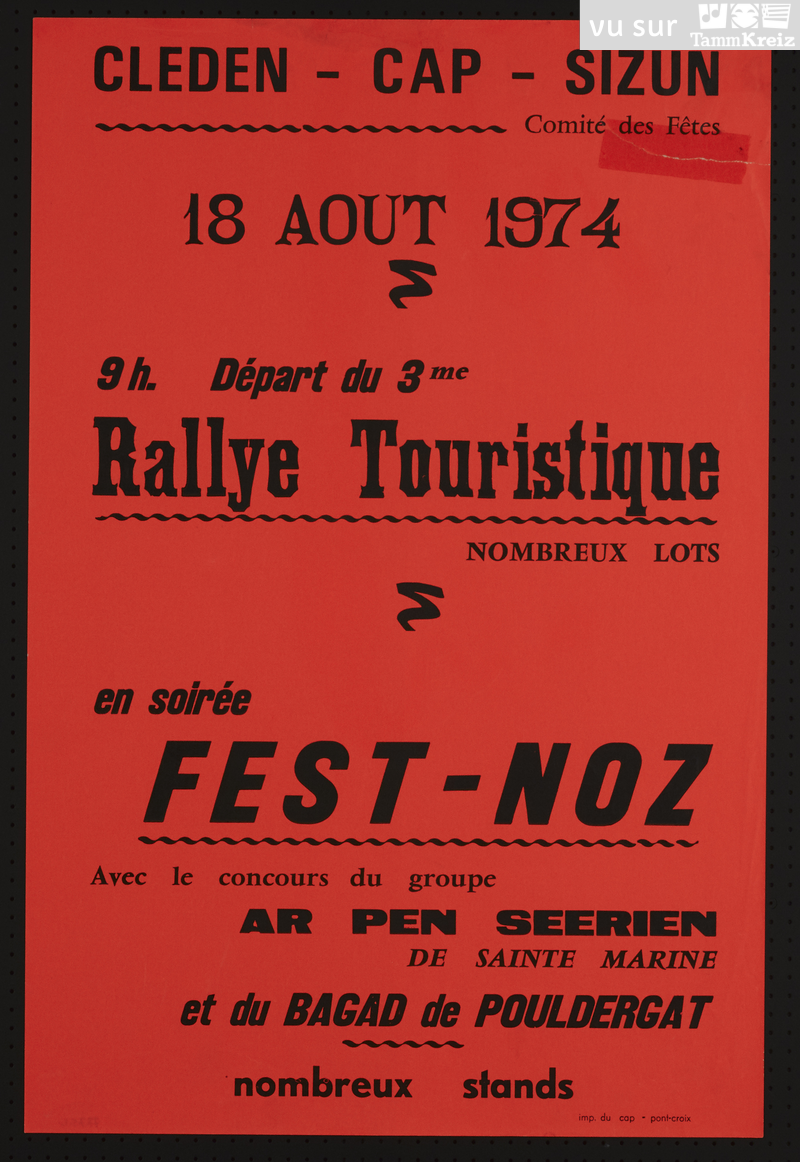 vu sur TammKreiz
CLEDEN - CAP - SIZUN
Comité des Fêtes
18 AOUT 1974
9 h. Départ du 3me
Rallye Touristique
NOMBREUX LOTS
en soirée
FEST-NOZ
Avec le concours du groupe
AR PEN SEERIEN
DE SAINTE MARINE
et du BAGAD de POULDERGAT
nombreux stands
imp. du cap - pont-croix